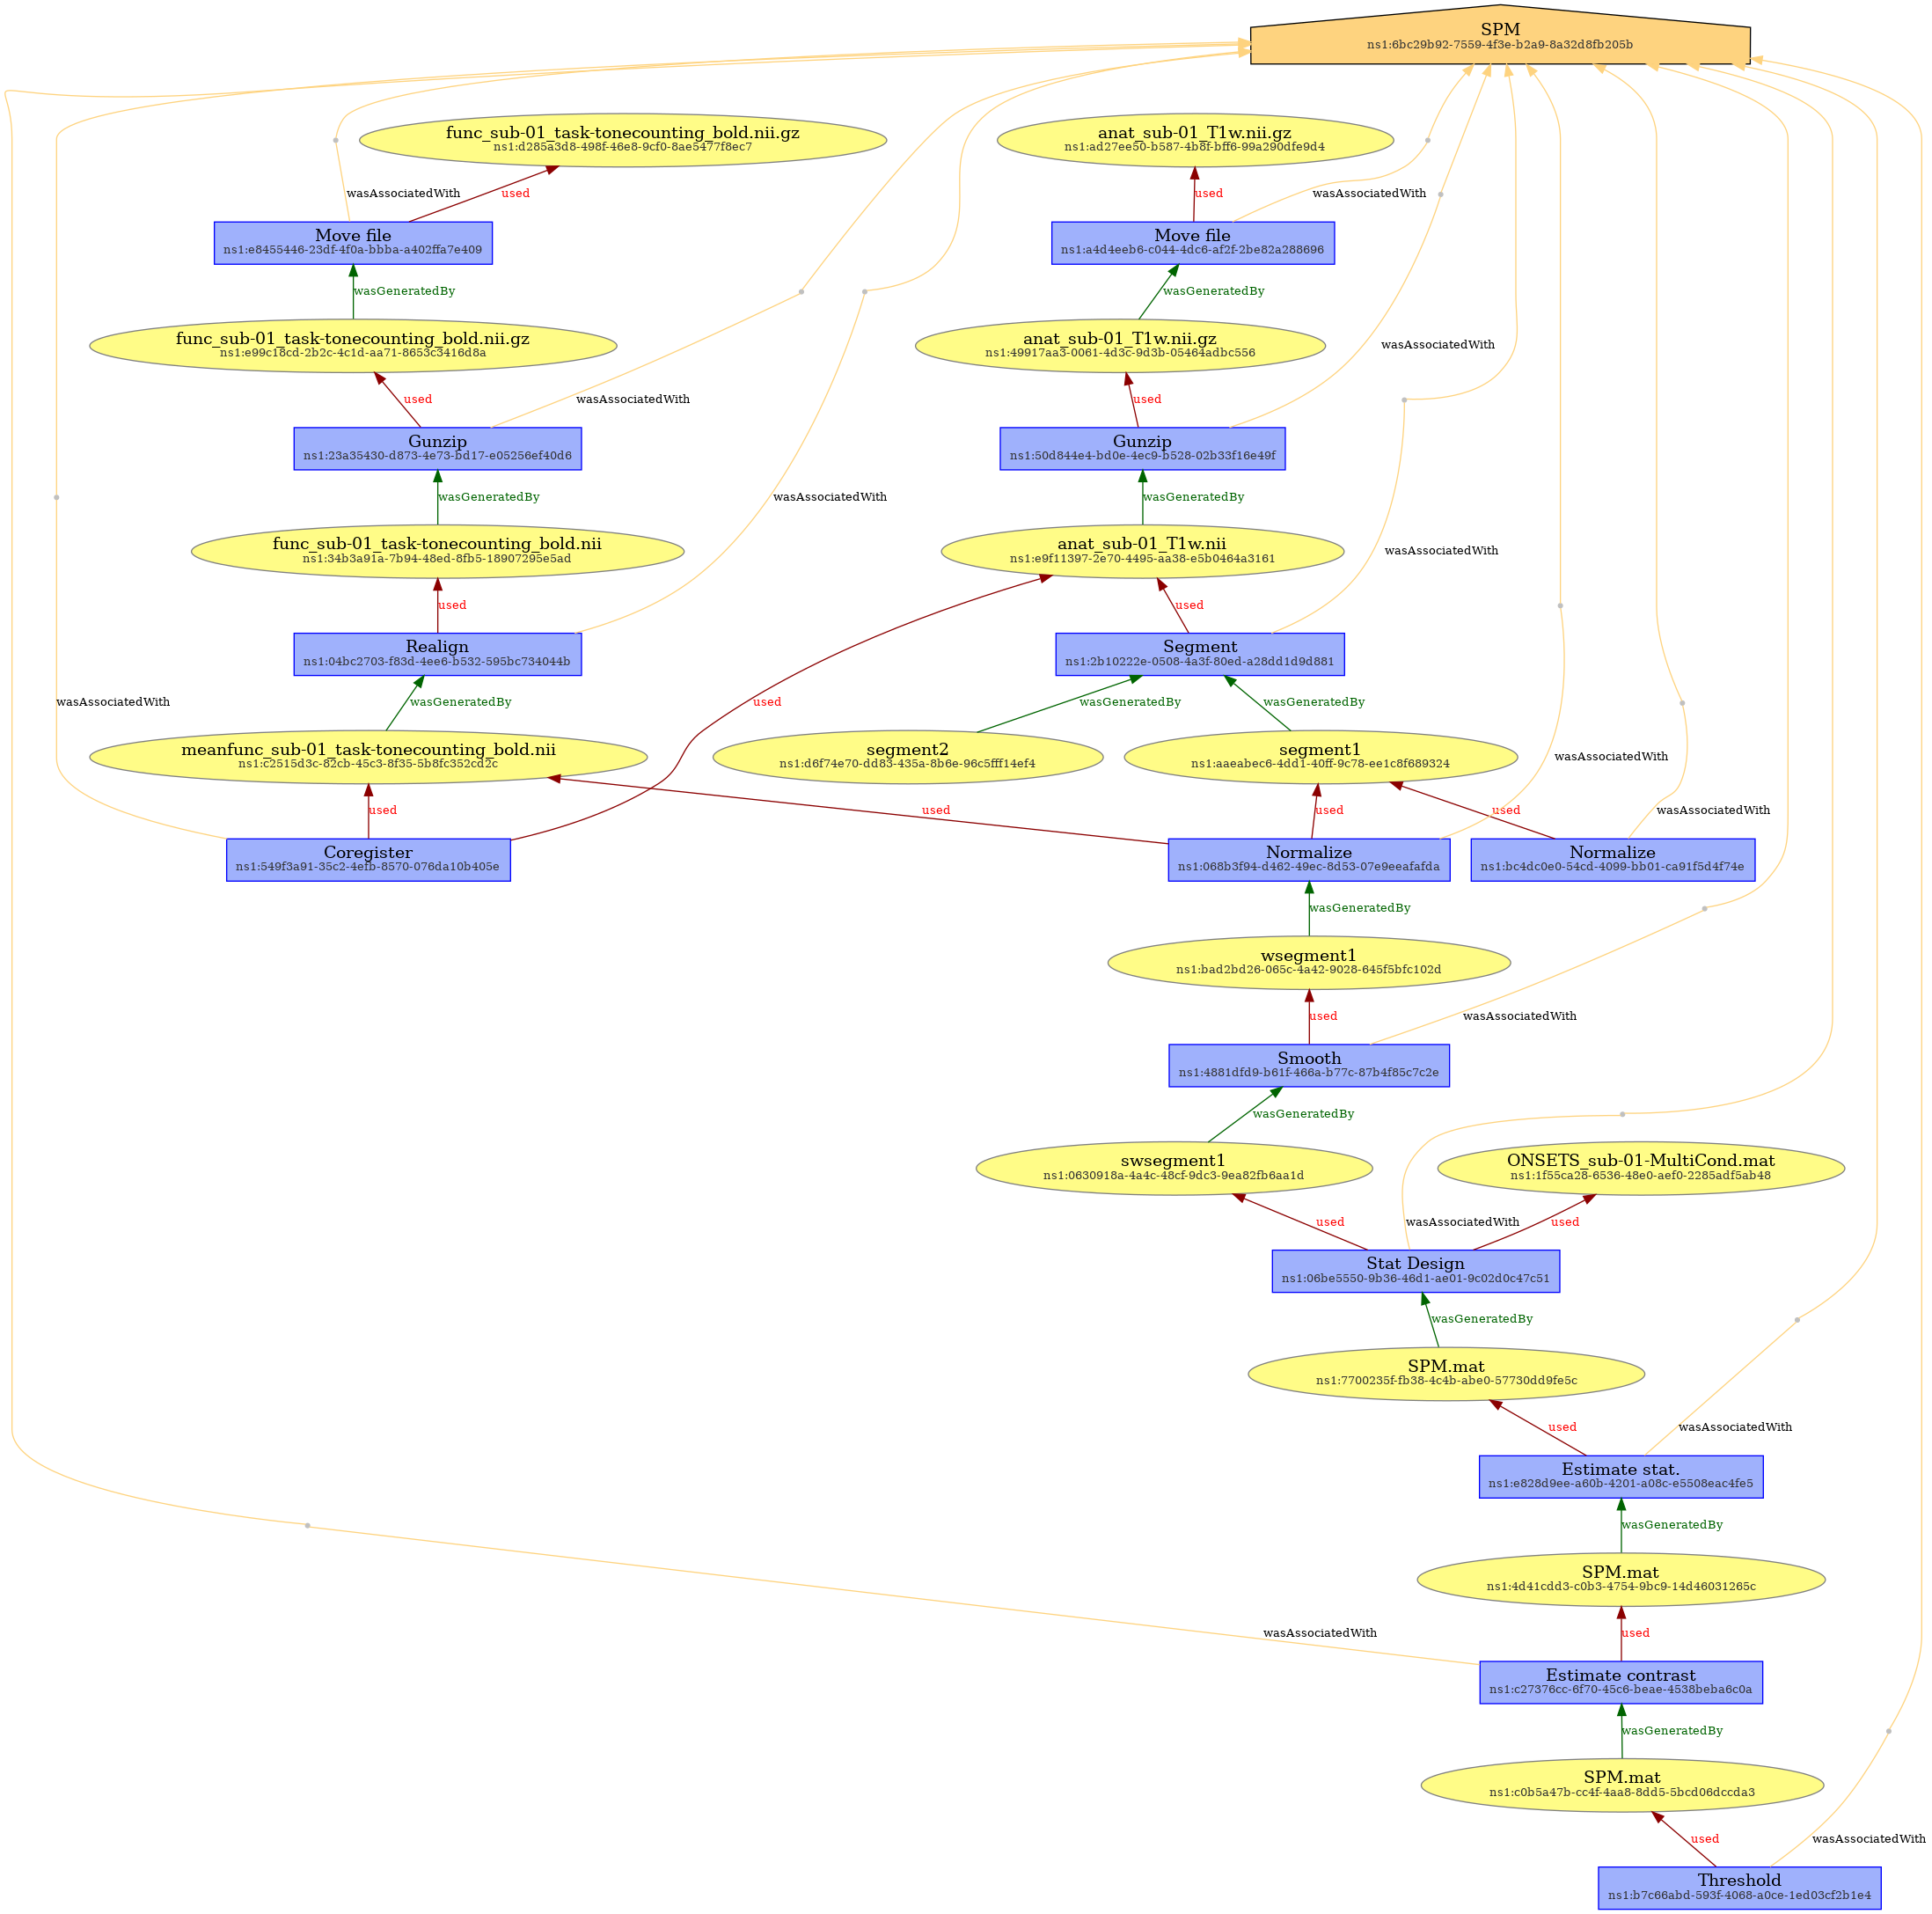 SPM
ns1:6bc29b92-7559-4f3e-b2a9-8a32d8fb205b
func_sub-01_task-tonecounting_bold.nii.gz
ns1:d285a3d8-498f-46e8-9cf0-8ae5477f8ec7
anat_sub-01_T1w.nii.gz
ns1:ad27ee50-b587-4b8f-bff6-99a290dfe9d4
wasAssociatedWith
used
used
wasAssociatedWith
Move file
ns1:e8455446-23df-4f0a-bbba-a402ffa7e409
Move file
ns1:a4d4eeb6-c044-4dc6-af2f-2be82a288696
wasGeneratedBy
wasGeneratedBy
func_sub-01_task-tonecounting_bold.nii.gz
ns1:e99c18cd-2b2c-4c1d-aa71-8653c3416d8a
anat_sub-01_T1w.nii.gz
ns1:49917aa3-0061-4d3c-9d3b-05464adbc556
wasAssociatedWith
used
wasAssociatedWith
used
Gunzip
ns1:23a35430-d873-4e73-bd17-e05256ef40d6
Gunzip
ns1:50d844e4-bd0e-4ec9-b528-02b33f16e49f
wasGeneratedBy
wasAssociatedWith
wasGeneratedBy
func_sub-01_task-tonecounting_bold.nii
ns1:34b3a91a-7b94-48ed-8fb5-18907295e5ad
anat_sub-01_T1w.nii
ns1:e9f11397-2e70-4495-aa38-e5b0464a3161
wasAssociatedWith
used
used
Realign
ns1:04bc2703-f83d-4ee6-b532-595bc734044b
Segment
ns1:2b10222e-0508-4a3f-80ed-a28dd1d9d881
wasAssociatedWith
wasGeneratedBy
used
wasGeneratedBy
wasGeneratedBy
meanfunc_sub-01_task-tonecounting_bold.nii
ns1:c2515d3c-82cb-45c3-8f35-5b8fc352cd2c
segment2
ns1:d6f74e70-dd83-435a-8b6e-96c5fff14ef4
segment1
ns1:aaeabec6-4dd1-40ff-9c78-ee1c8f689324
wasAssociatedWith
used
used
used
used
wasAssociatedWith
Coregister
ns1:549f3a91-35c2-4efb-8570-076da10b405e
Normalize
ns1:068b3f94-d462-49ec-8d53-07e9eeafafda
Normalize
ns1:bc4dc0e0-54cd-4099-bb01-ca91f5d4f74e
wasGeneratedBy
wsegment1
ns1:bad2bd26-065c-4a42-9028-645f5bfc102d
used
wasAssociatedWith
Smooth
ns1:4881dfd9-b61f-466a-b77c-87b4f85c7c2e
wasGeneratedBy
swsegment1
ns1:0630918a-4a4c-48cf-9dc3-9ea82fb6aa1d
ONSETS_sub-01-MultiCond.mat
ns1:1f55ca28-6536-48e0-aef0-2285adf5ab48
used
wasAssociatedWith
used
Stat Design
ns1:06be5550-9b36-46d1-ae01-9c02d0c47c51
wasGeneratedBy
SPM.mat
ns1:7700235f-fb38-4c4b-abe0-57730dd9fe5c
used
wasAssociatedWith
Estimate stat.
ns1:e828d9ee-a60b-4201-a08c-e5508eac4fe5
wasGeneratedBy
SPM.mat
ns1:4d41cdd3-c0b3-4754-9bc9-14d46031265c
wasAssociatedWith
used
Estimate contrast
ns1:c27376cc-6f70-45c6-beae-4538beba6c0a
wasGeneratedBy
SPM.mat
ns1:c0b5a47b-cc4f-4aa8-8dd5-5bcd06dccda3
used
wasAssociatedWith
Threshold
ns1:b7c66abd-593f-4068-a0ce-1ed03cf2b1e4